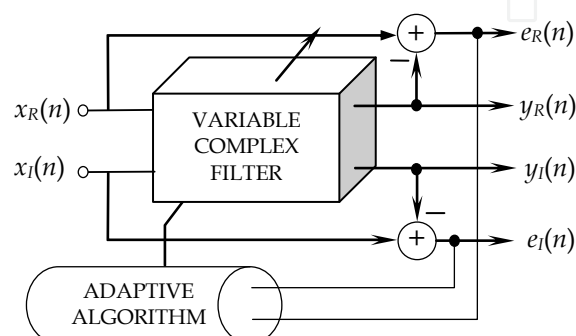 e_R(n)
+
−
x_R(n)
VARIABLE
COMPLEX
FILTER
y_R(n)
x_I(n)
y_I(n)
−
+
e_I(n)
ADAPTIVE
ALGORITHM